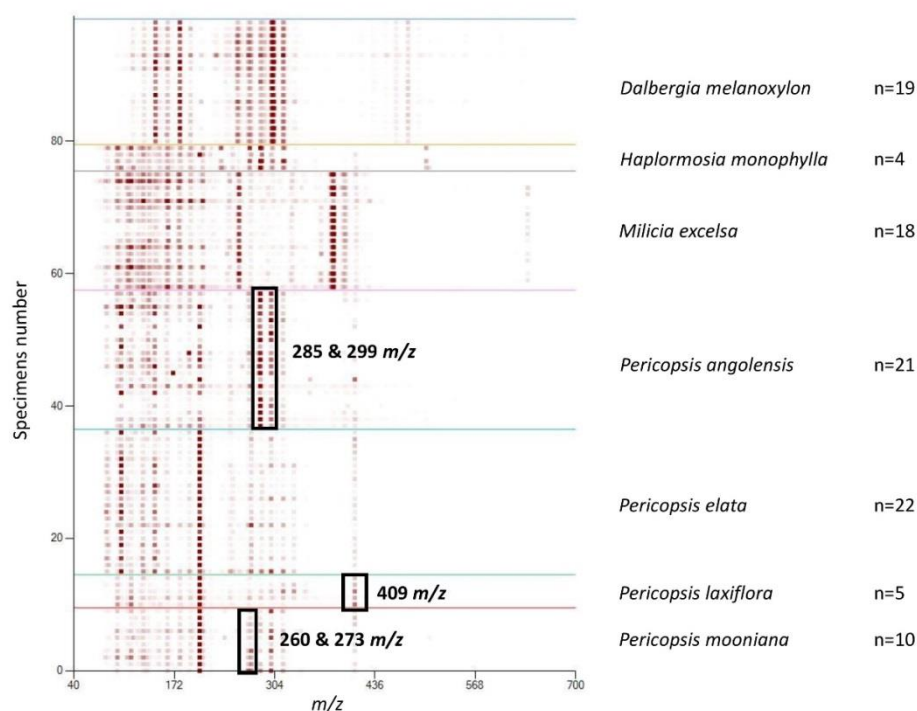 Dalbergia melanoxylon n=19
80
Haplormosia monophylla n=4
Milicia excelsa n=18
60
285 & 299 m/z
Pericopsis angolensis n=21
Specimens number
40
Pericopsis elata n=22
20
409 m/z
Pericopsis laxiflora n=5
260 & 273 m/z
Pericopsis mooniana n=10
0
40 172 304 436 568 700
m/z